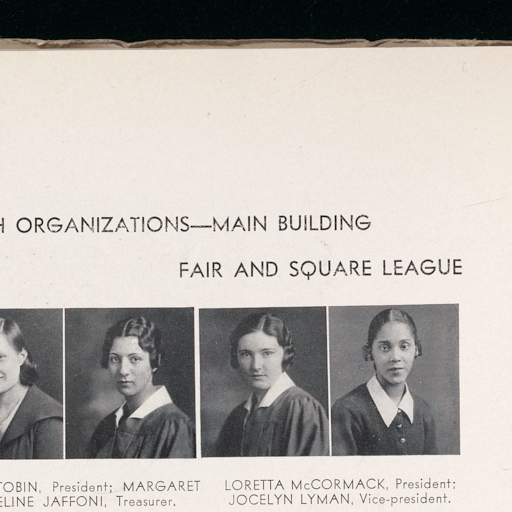 H ORGANIZATIONS—MAIN BUILDING
FAIR AND SQUARE LEAGUE
TOBIN, President; MARGARET
ELINE JAFFONI, Treasurer.
LORETTA McCORMACK, President;
JOCELYN LYMAN, Vice-president.